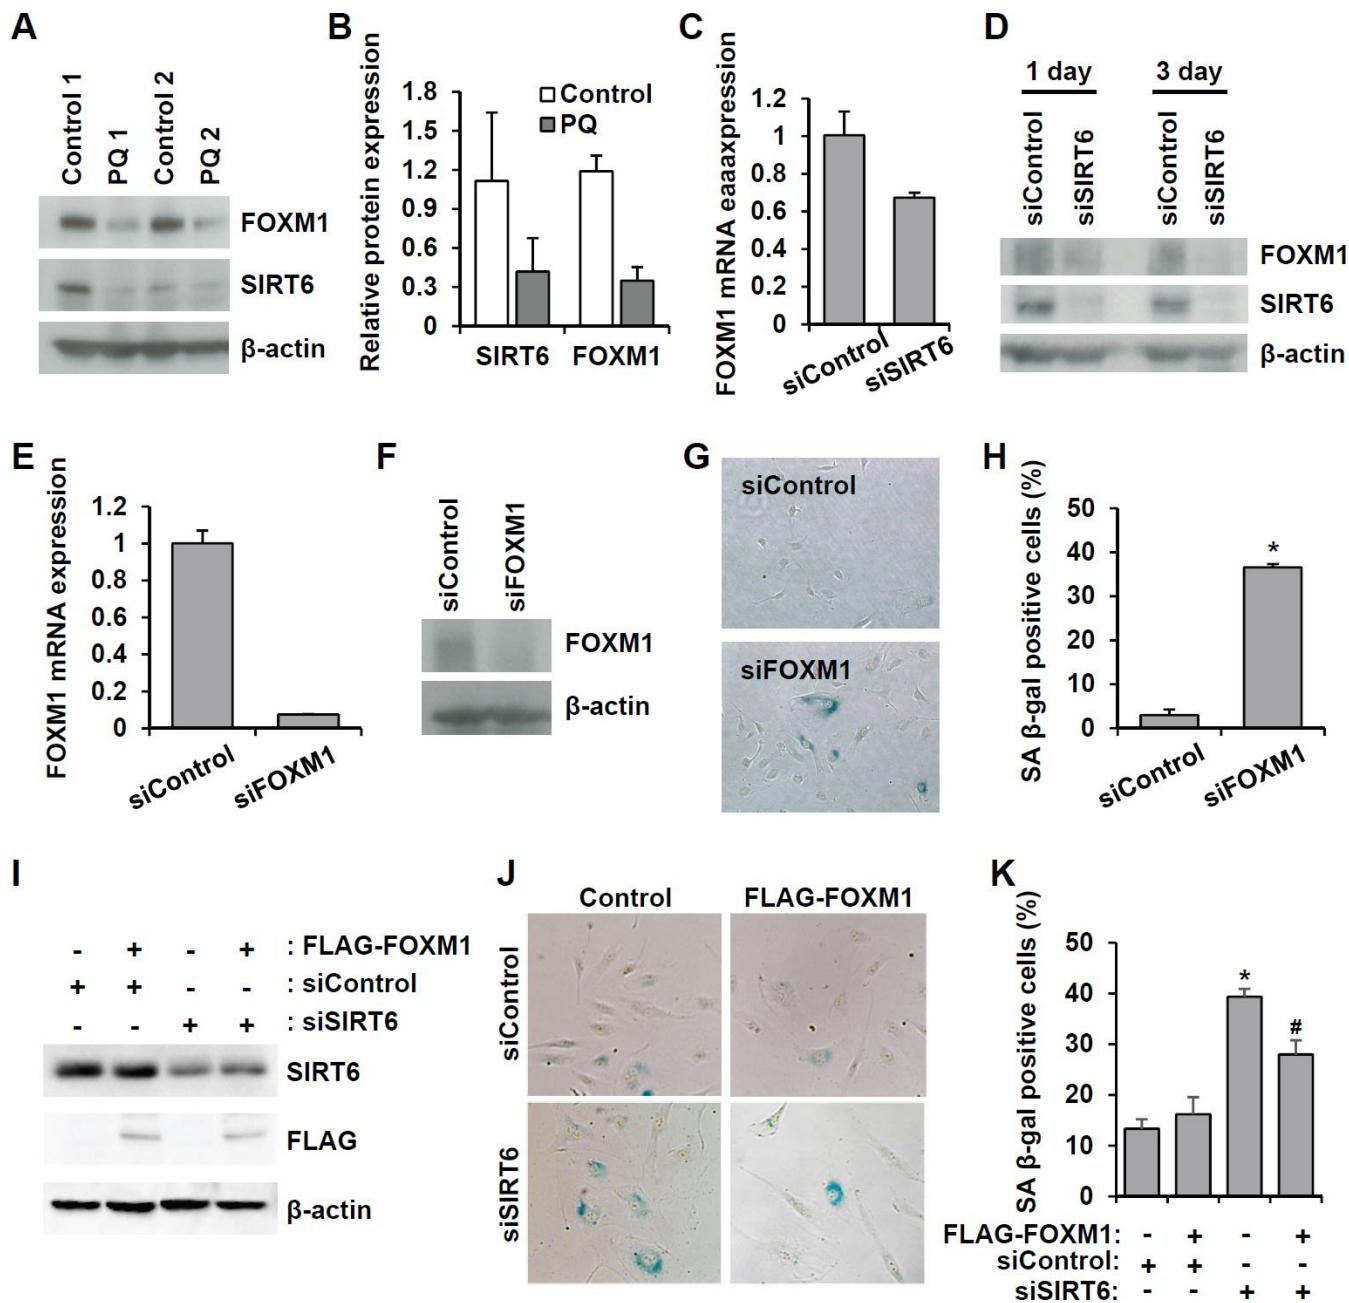 A
Control 1
PQ 1
Control 2
PQ 2
FOXM1
SIRT6
β-actin
B
Relative protein expression
1.8
1.5
1.2
0.9
0.6
0.3
0
Control
PQ
SIRT6 FOXM1
C
FOXM1 mRNA eaaaxpression
1.2
1
0.8
0.6
0.4
0.2
0
siControl
siSIRT6
D
1 day 3 day
siControl
siSIRT6
siControl
siSIRT6
FOXM1
SIRT6
β-actin
E
FOXM1 mRNA expression
1.2
1
0.8
0.6
0.4
0.2
0
siControl
siFOXM1
F
siControl
siFOXM1
FOXM1
β-actin
G
siControl
siFOXM1
H
SA β-gal positive cells (%)
50
40
30
20
10
0
*
siControl
siFOXM1
I
- + - + : FLAG-FOXM1
+ + - - : siControl
- - + + : siSIRT6
SIRT6
FLAG
β-actin
J
Control FLAG-FOXM1
siControl
siSIRT6
K
SA β-gal positive cells (%)
50
40
30
20
10
0
*
#
FLAG-FOXM1: - + - +
siControl: + + - -
siSIRT6: - - + +